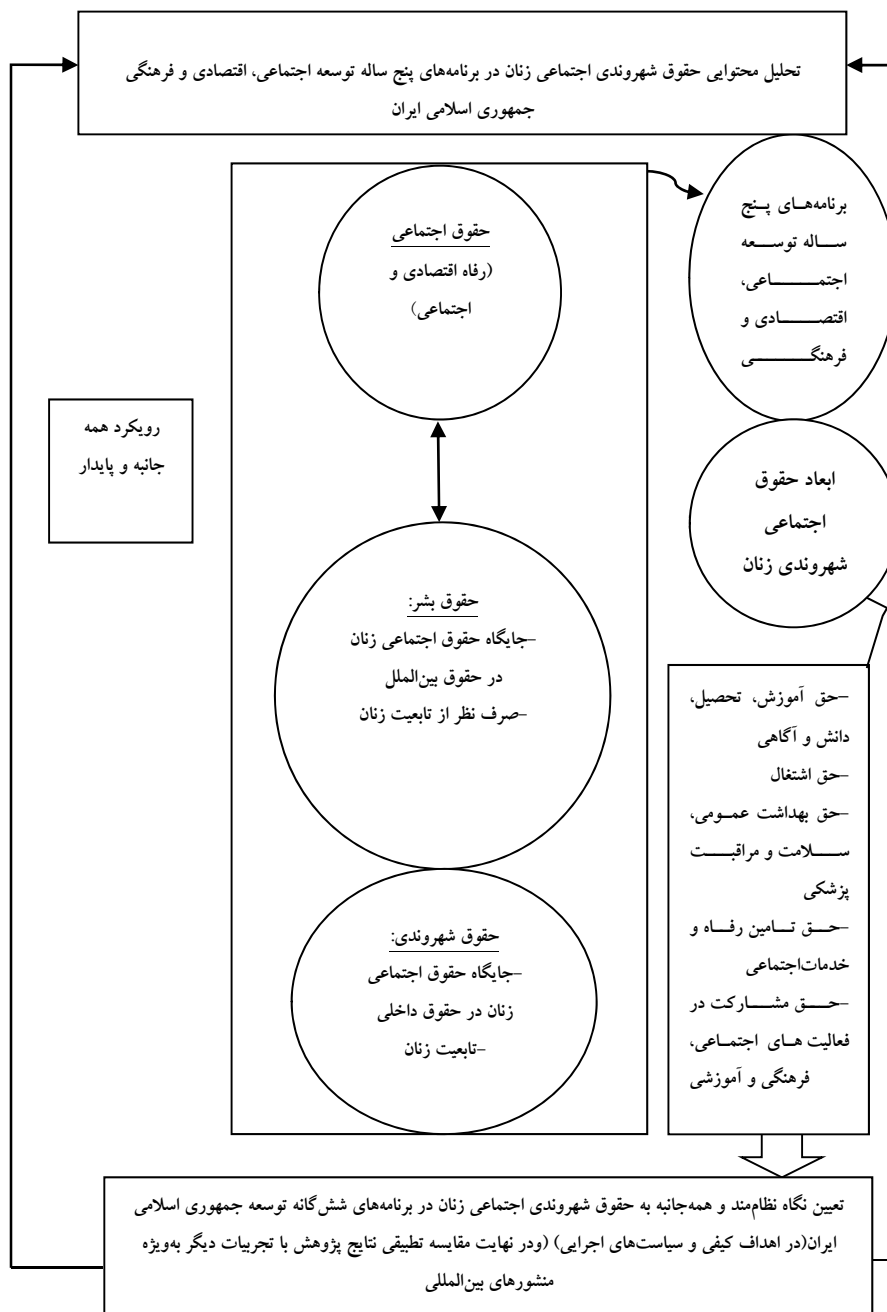 تحلیل محتوایی حقوق شهروندی اجتماعی زنان در برنامه‌های پنج ساله توسعه اجتماعی، اقتصادی و فرهنگی
جمهوری اسلامی ایران
برنامه‌های پنج
ساله توسعه
اجتماعی،
اقتصادی و
فرهنگی
حقوق اجتماعی
(رفاه اقتصادی و
اجتماعی)
رویکرد همه
جانبه و پایدار
ابعاد حقوق
اجتماعی
شهروندی زنان
حقوق بشر:
-جایگاه حقوق اجتماعی زنان
در حقوق بین‌الملل
-صرف نظر از تابعیت زنان
-حق آموزش، تحصیل،
دانش و آگاهی
-حق اشتغال
-حق بهداشت عمومی،
سلامت و مراقبت
پزشکی
-حق تامین رفاه و
خدمات‌اجتماعی
-حق مشارکت در
فعالیت های اجتماعی،
فرهنگی و آموزشی
حقوق شهروندی:
-جایگاه حقوق اجتماعی
زنان در حقوق داخلی
-تابعیت زنان
تعیین نگاه نظام‌مند و همه‌جانبه به حقوق شهروندی اجتماعی زنان در برنامه‌های شش‌گانه توسعه جمهوری اسلامی
ایران(در اهداف کیفی و سیاست‌های اجرایی) (ودر نهایت مقایسه تطبیقی نتایج پژوهش با تجربیات دیگر به‌ویژه
منشورهای بین‌المللی